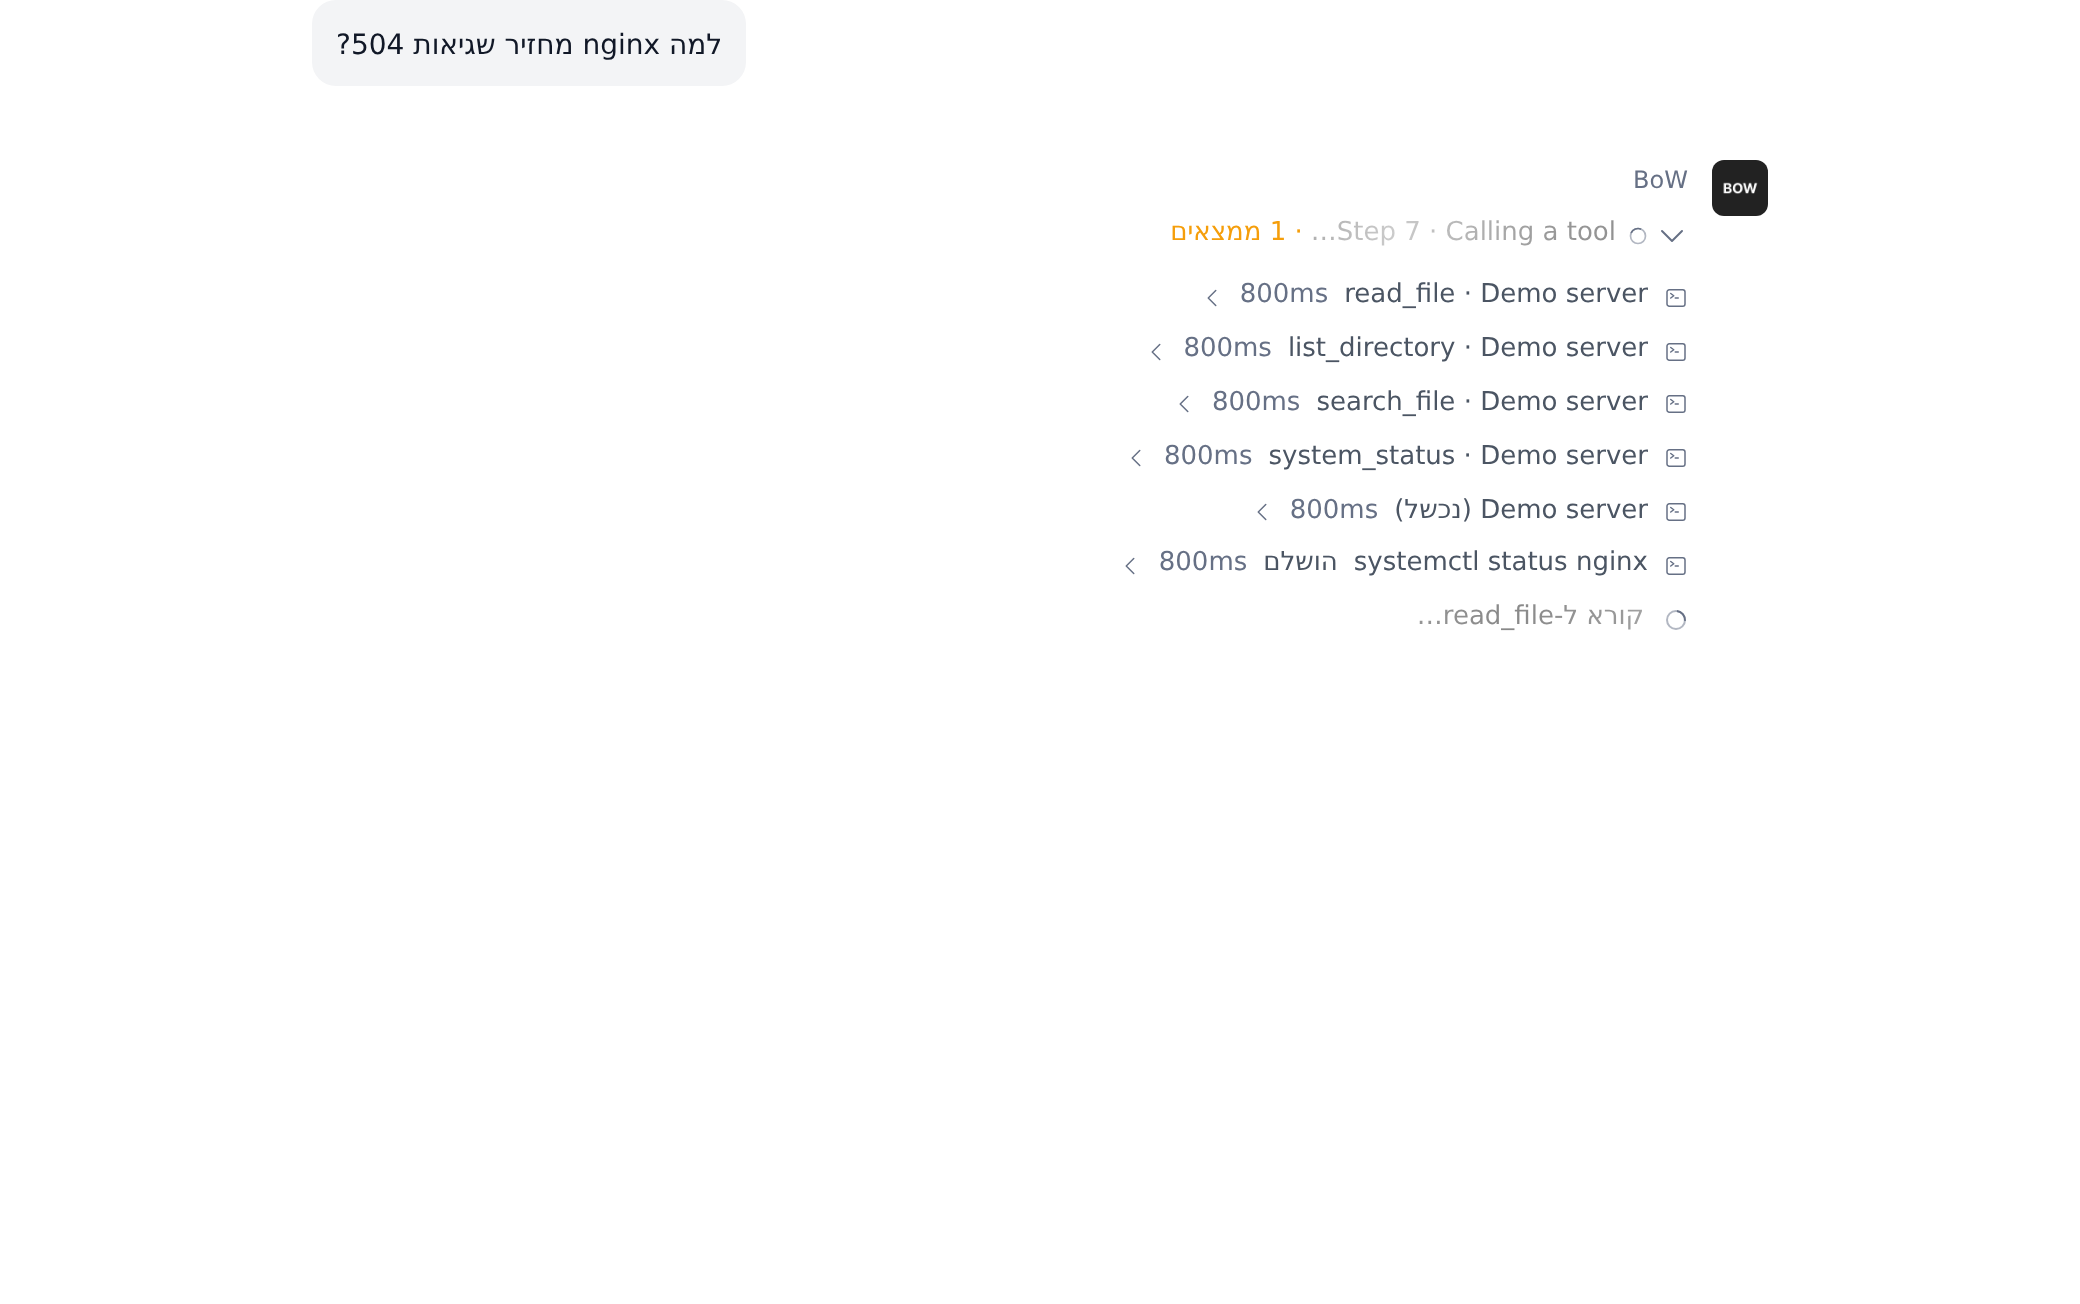 למה nginx מחזיר שגיאות 504?
BOW
BoW
Step 7 · Calling a tool… · 1 ממצאים
Demo server · read_file 800ms
Demo server · list_directory 800ms
Demo server · search_file 800ms
Demo server · system_status 800ms
Demo server (נכשל) 800ms
systemctl status nginx הושלם 800ms
קורא ל-read_file…